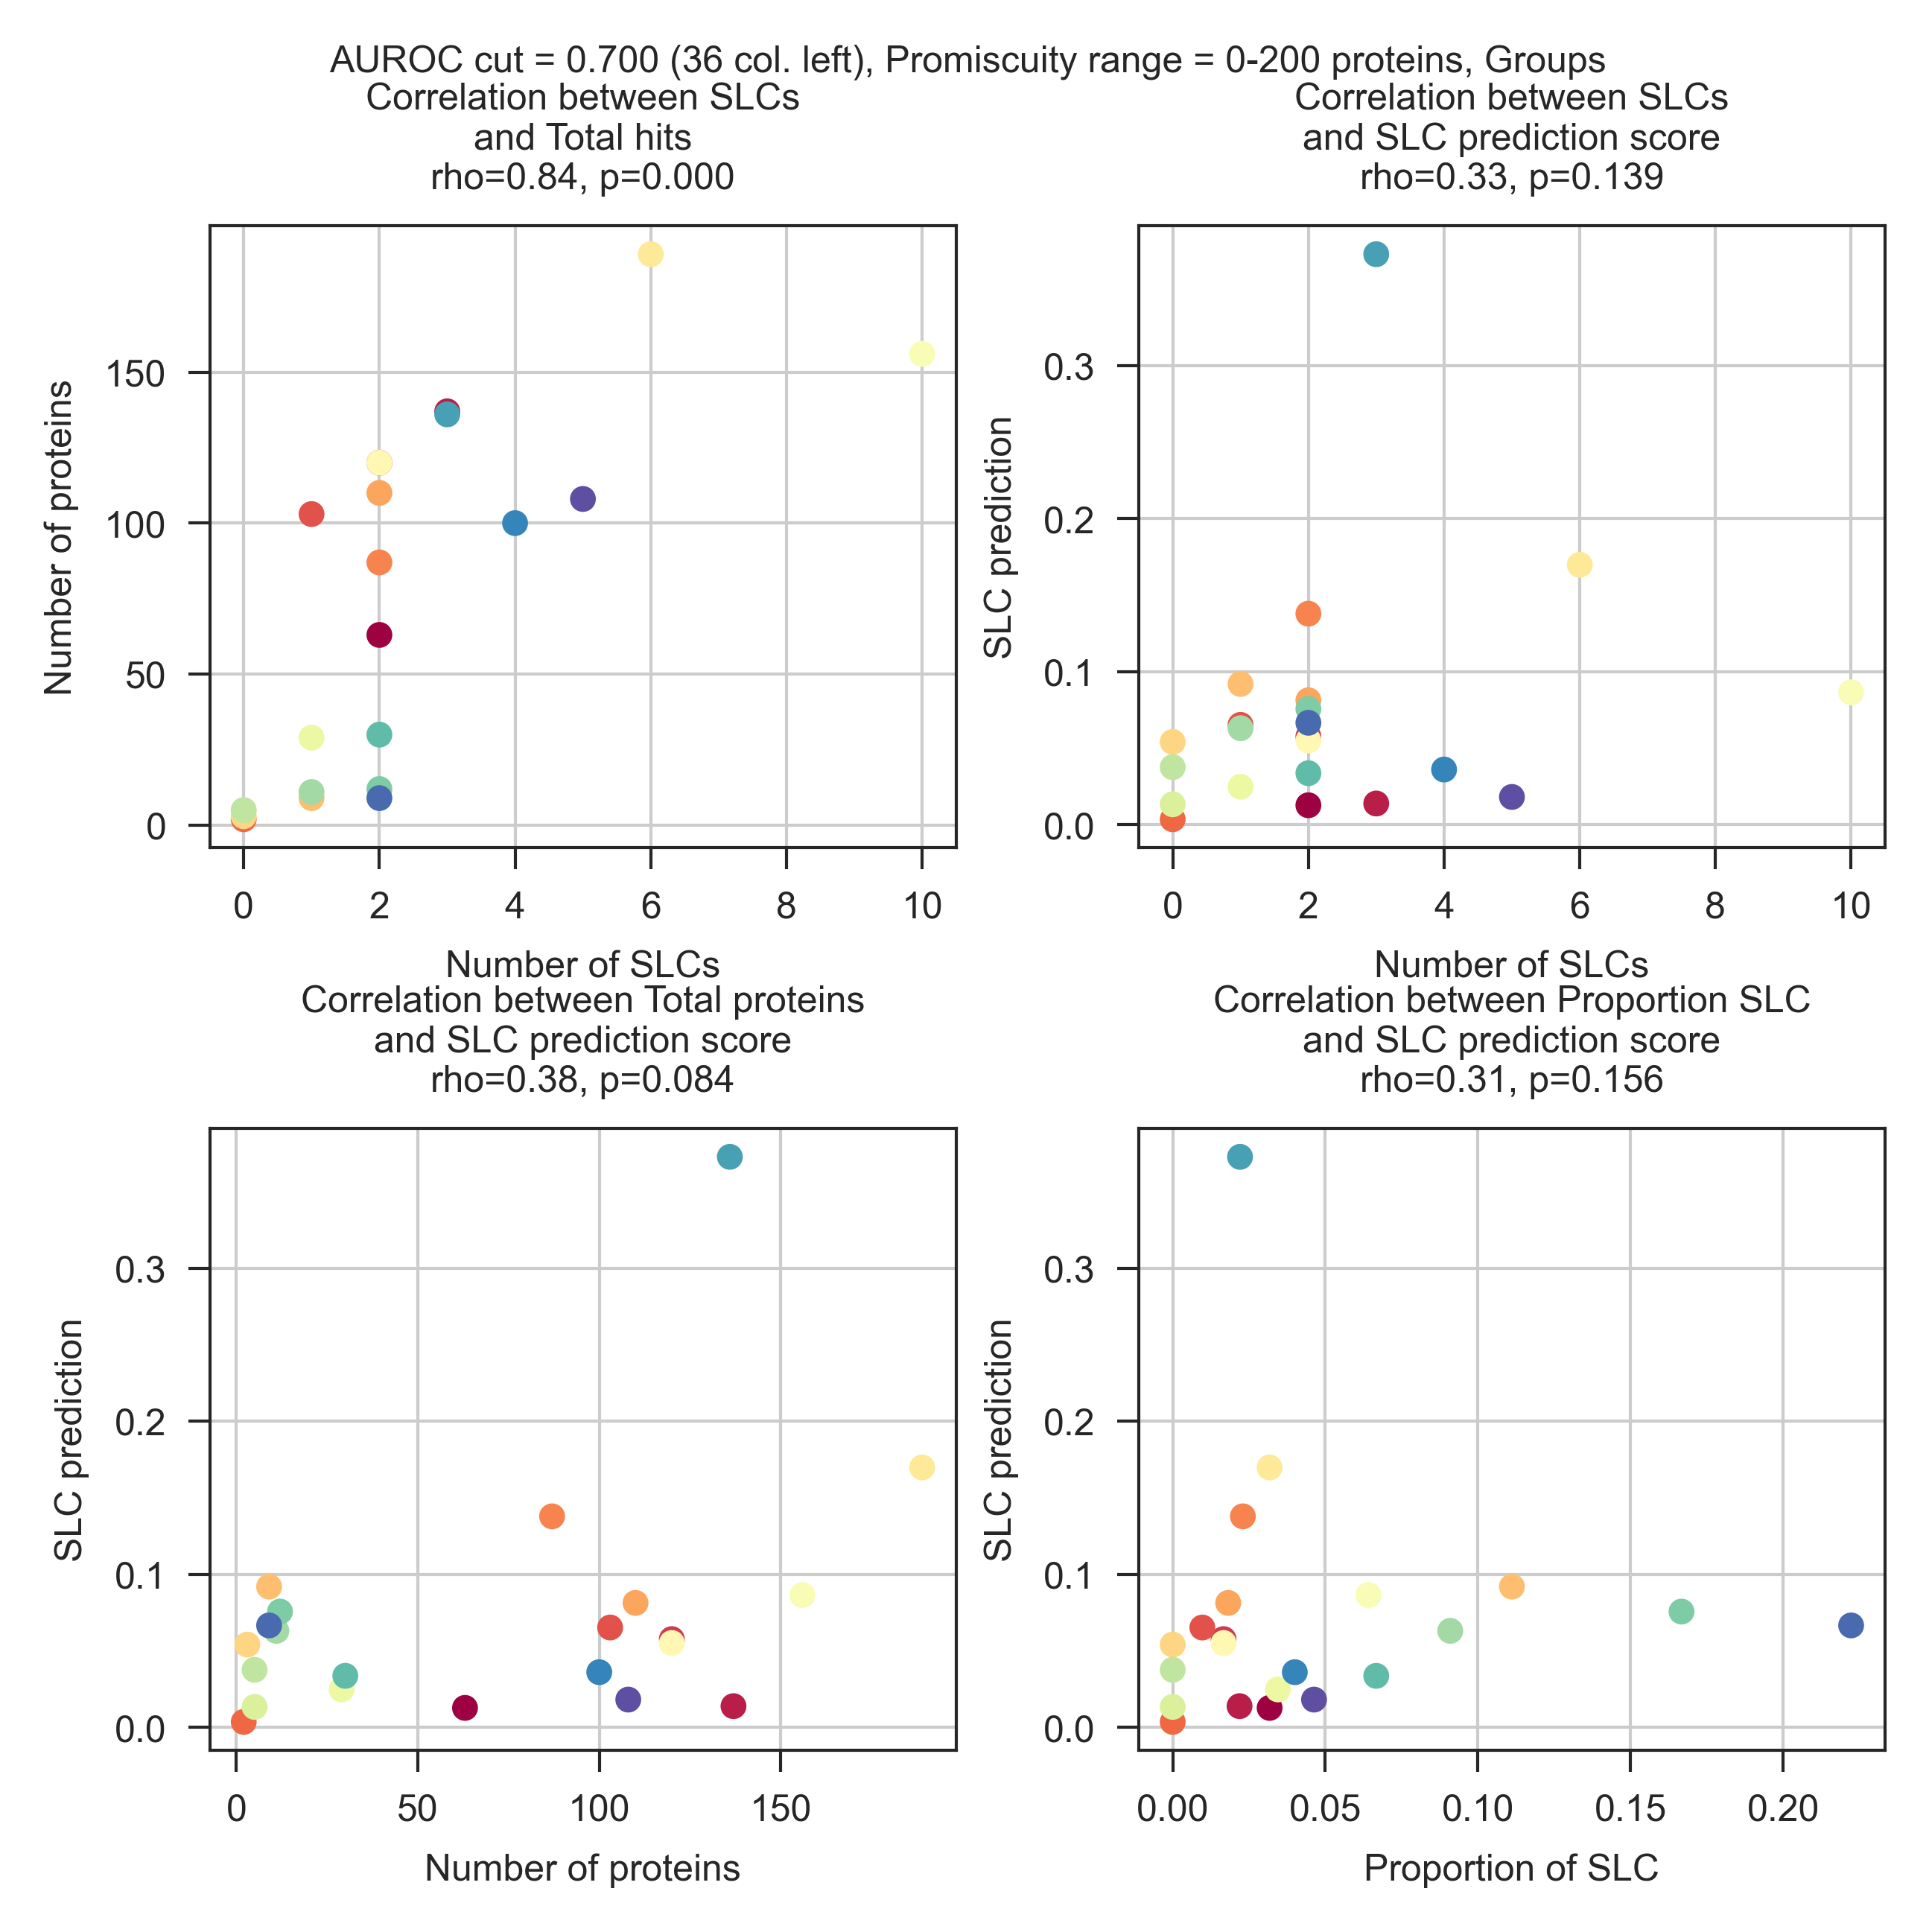 AUROC cut = 0.700 (36 col. left), Promiscuity range = 0-200 proteins, Groups
Correlation between SLCs
and Total hits
rho=0.84, p=0.000
Number of proteins
150
100
50
0
0 2 4 6 8 10
Number of SLCs
Correlation between SLCs
and SLC prediction score
rho=0.33, p=0.139
SLC prediction
0.3
0.2
0.1
0.0
0 2 4 6 8 10
Number of SLCs
Correlation between Total proteins
and SLC prediction score
rho=0.38, p=0.084
SLC prediction
0.3
0.2
0.1
0.0
0 50 100 150
Number of proteins
Correlation between Proportion SLC
and SLC prediction score
rho=0.31, p=0.156
SLC prediction
0.3
0.2
0.1
0.0
0.00 0.05 0.10 0.15 0.20
Proportion of SLC